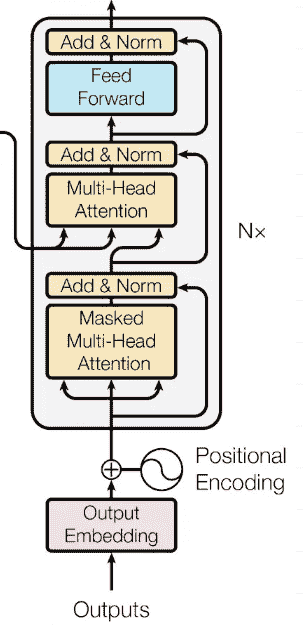 Add & Norm
Feed
Forward
Add & Norm
Multi-Head
Attention
N×
Add & Norm
Masked
Multi-Head
Attention
Positional
Encoding
Output
Embedding
Outputs